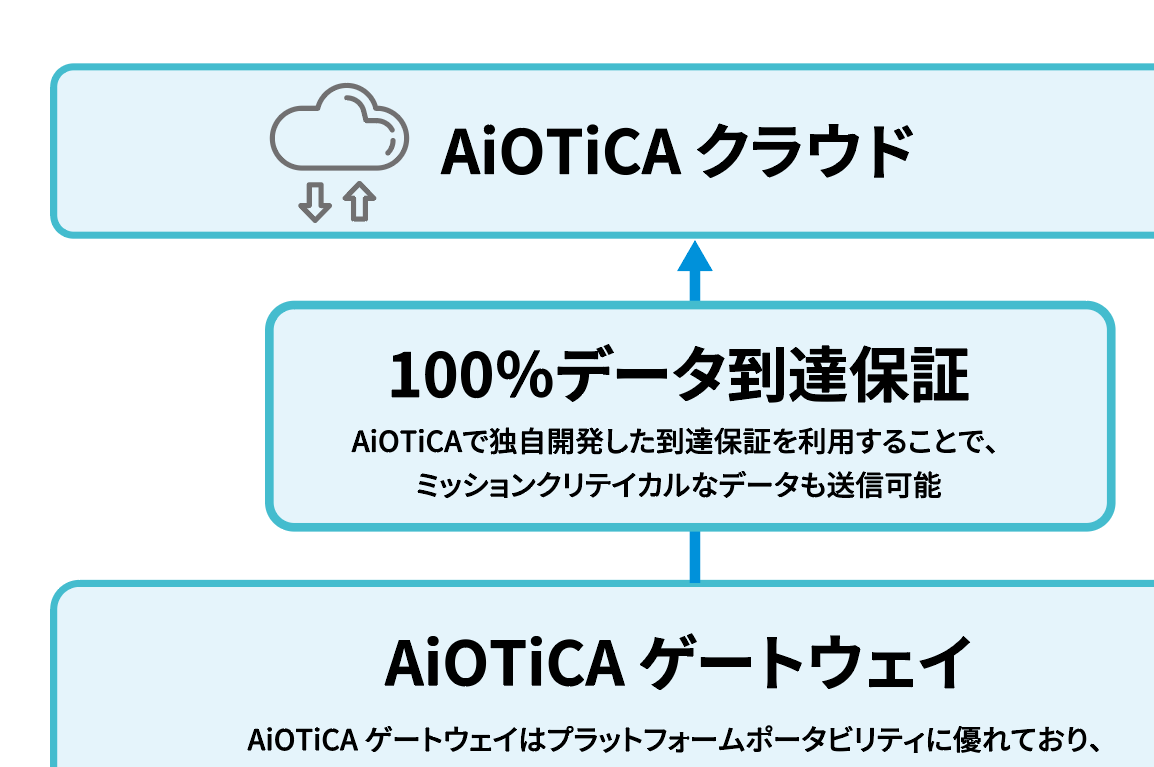 AiOTiCA クラウド
100%データ到達保証
AiOTiCAで独自開発した到達保証を利用することで、
ミッションクリテイカルなデータも送信可能
AiOTiCA ゲートウェイ
AiOTiCA ゲートウェイはプラットフォームポータビリティに優れており、